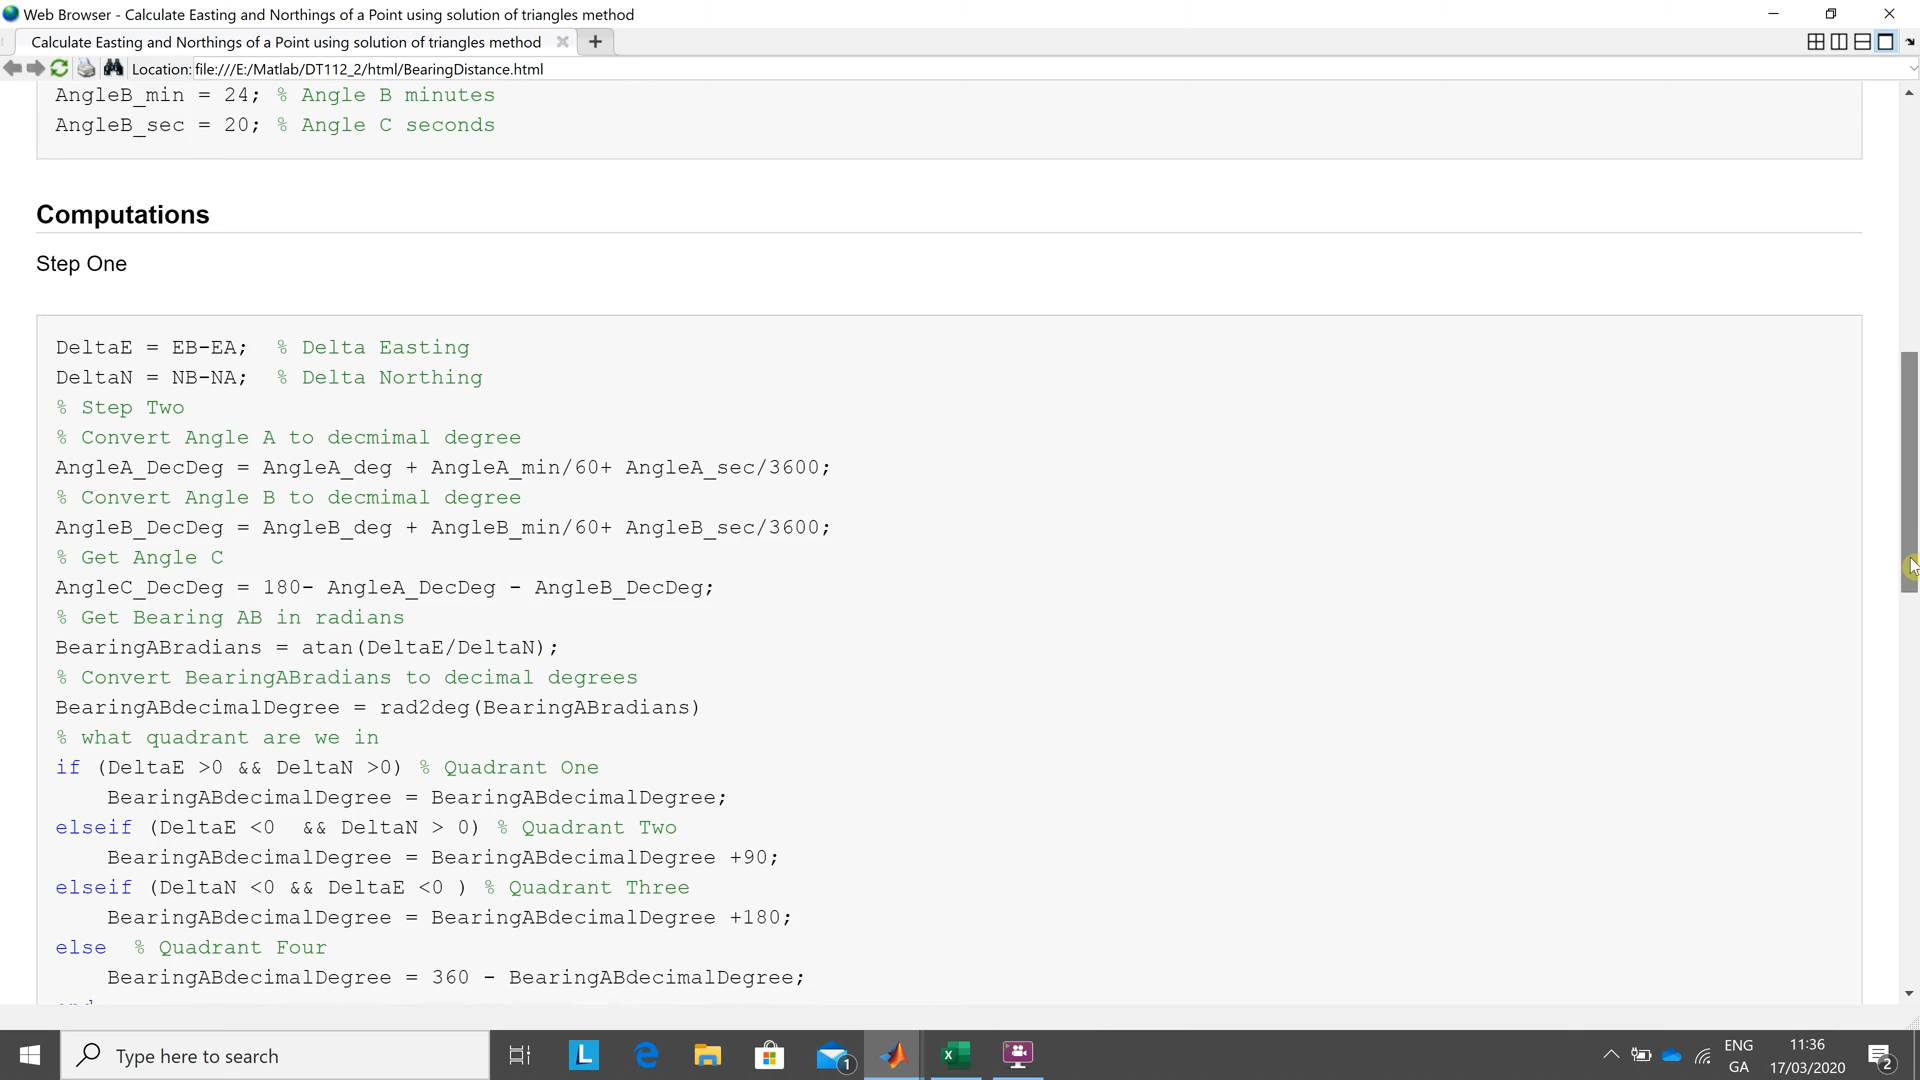 Web Browser - Calculate Easting and Northings of a Point using solution of triangles method
Calculate Easting and Northings of a Point using solution of triangles method
Location: file:///E:/Matlab/DT112_2/html/BearingDistance.html
AngleB_min = 24; % Angle B minutes
AngleB_sec = 20; % Angle C seconds
Computations
Step One
DeltaE = EB-EA;  % Delta Easting
DeltaN = NB-NA;  % Delta Northing
% Step Two
% Convert Angle A to decmimal degree
AngleA_DecDeg = AngleA_deg + AngleA_min/60+ AngleA_sec/3600;
% Convert Angle B to decmimal degree
AngleB_DecDeg = AngleB_deg + AngleB_min/60+ AngleB_sec/3600;
% Get Angle C
AngleC_DecDeg = 180- AngleA_DecDeg - AngleB_DecDeg;
% Get Bearing AB in radians
BearingABradians = atan(DeltaE/DeltaN);
% Convert BearingABradians to decimal degrees
BearingABdecimalDegree = rad2deg(BearingABradians)
% what quadrant are we in
if (DeltaE >0 && DeltaN >0) % Quadrant One
    BearingABdecimalDegree = BearingABdecimalDegree;
elseif (DeltaE <0  && DeltaN > 0) % Quadrant Two
    BearingABdecimalDegree = BearingABdecimalDegree +90;
elseif (DeltaN <0 && DeltaE <0 ) % Quadrant Three
    BearingABdecimalDegree = BearingABdecimalDegree +180;
else  % Quadrant Four
    BearingABdecimalDegree = 360 - BearingABdecimalDegree;
Type here to search
L
1
ENG
GA
11:36
17/03/2020
2